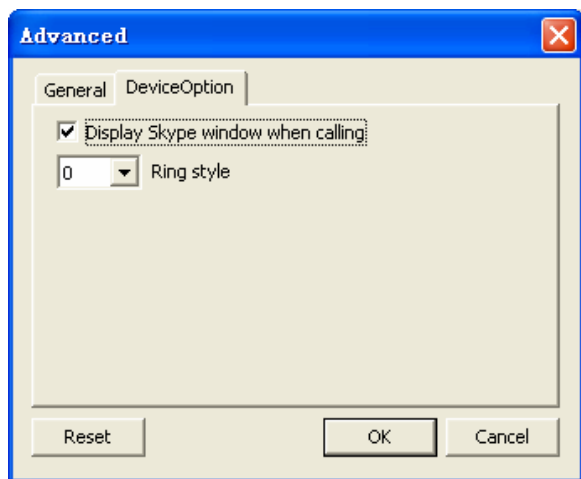 Advanced
General DeviceOption
Display Skype window when calling
0 Ring style
Reset OK Cancel